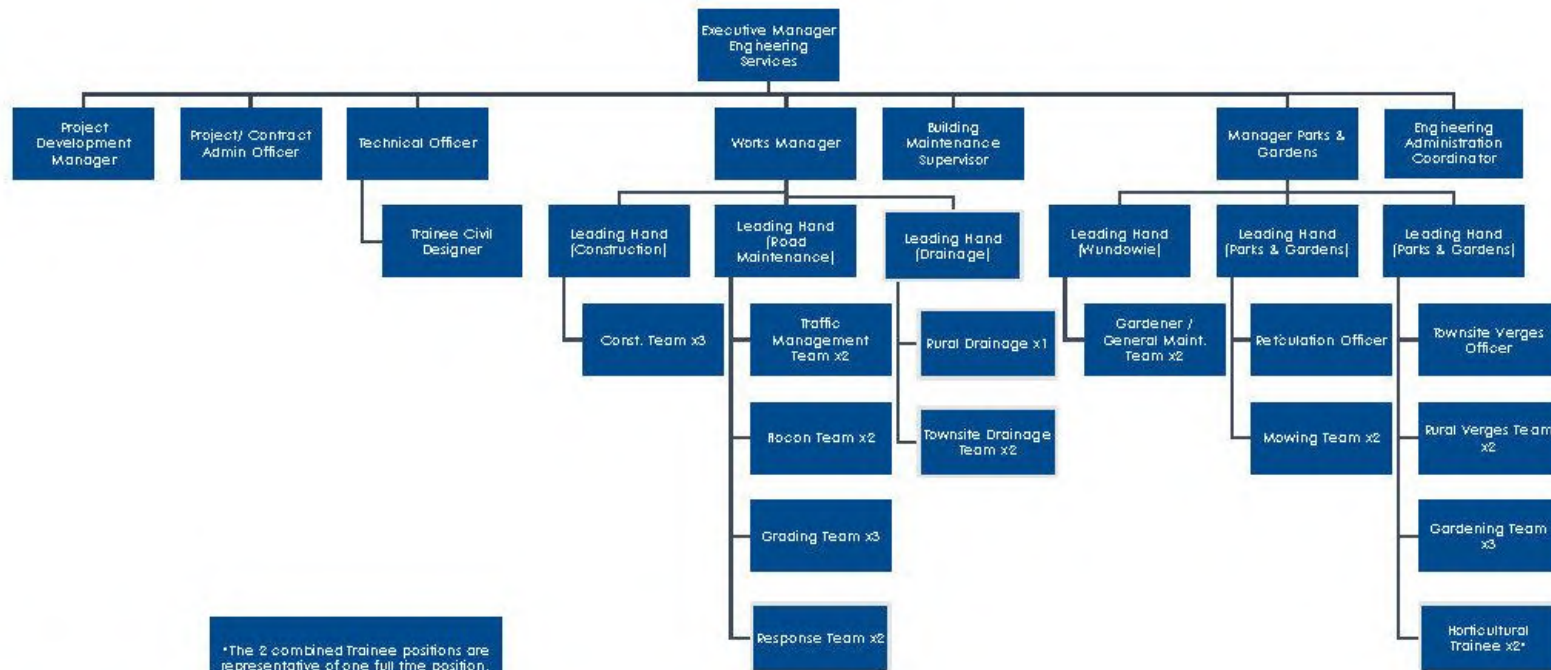 Executive Manager
Engineering
Services
Project
Development
Manager
Project/ Contract
Admin Officer
Technical Officer
Works Manager
Building
Maintenance
Supervisor
Manager Parks &
Gardens
Engineering
Administration
Coordinator
Trainee Civil
Designer
Leading Hand
(Construction)
Leading Hand
(Road
Maintenance)
Leading Hand
(Drainage)
Leading Hand
(Wundowie)
Leading Hand
(Parks & Gardens)
Leading Hand
(Parks & Gardens)
Const. Team x3
Traffic
Management
Team x2
Rural Drainage x1
Gardener /
General Maint.
Team x2
Reticulation Officer
Townsite Verges
Officer
Flocon Team x2
Townsite Drainage
Team x2
Mowing Team x2
Rural Verges Team
x2
Grading Team x3
Gardening Team
x3
Response Team x2
Horticultural
Trainee x2*
*The 2 combined Trainee positions are
representative of one full time position.